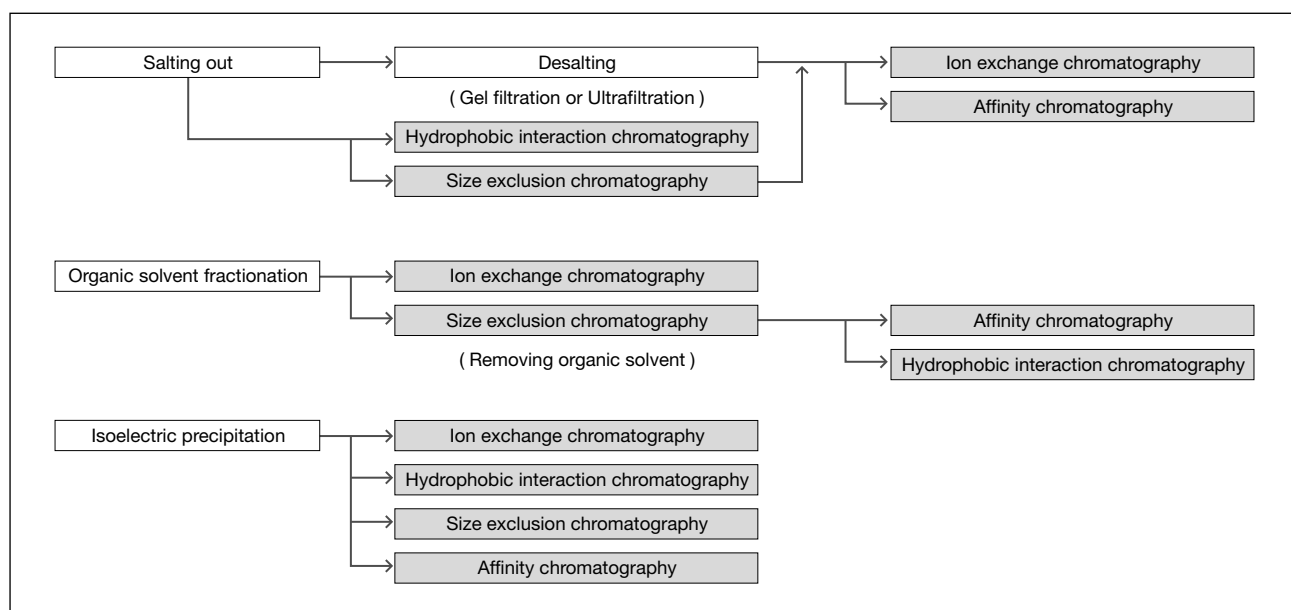 Salting out
Desalting
Ion exchange chromatography
( Gel filtration or Ultrafiltration )
Affinity chromatography
Hydrophobic interaction chromatography
Size exclusion chromatography
Organic solvent fractionation
Ion exchange chromatography
Size exclusion chromatography
Affinity chromatography
( Removing organic solvent )
Hydrophobic interaction chromatography
Isoelectric precipitation
Ion exchange chromatography
Hydrophobic interaction chromatography
Size exclusion chromatography
Affinity chromatography